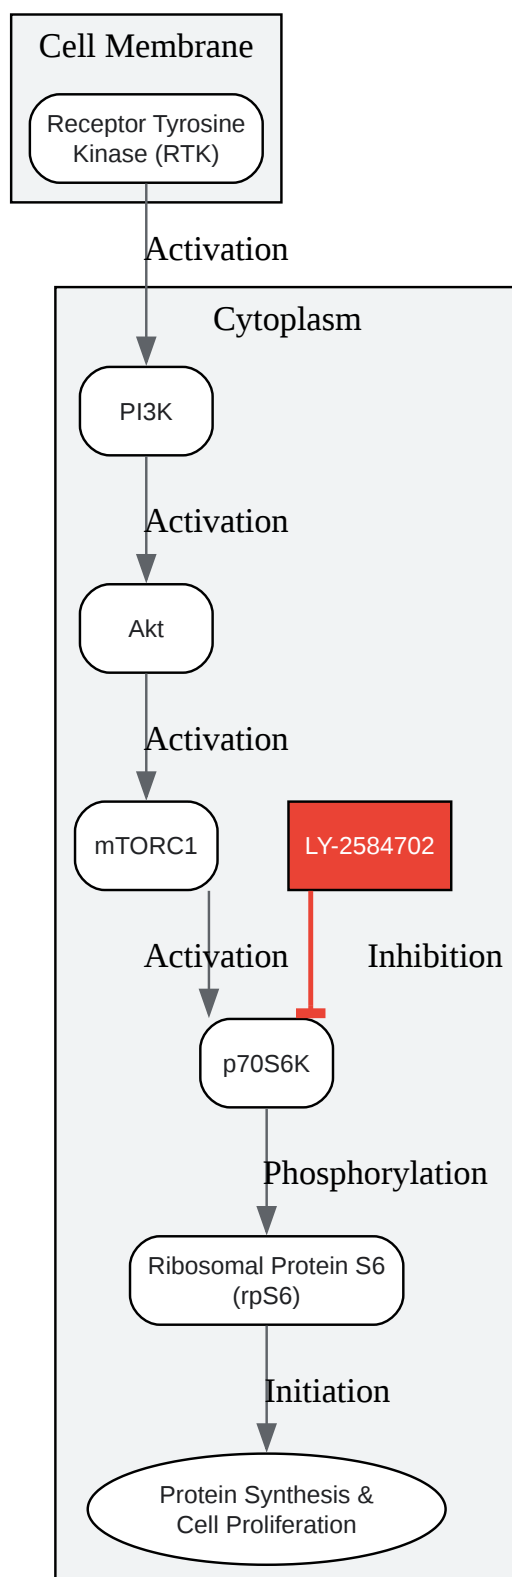 Cell Membrane
Receptor Tyrosine
Kinase (RTK)
Activation
Cytoplasm
PI3K
Activation
Akt
Activation
mTORC1
LY-2584702
Activation
Inhibition
p70S6K
Phosphorylation
Ribosomal Protein S6
(rpS6)
Initiation
Protein Synthesis &
Cell Proliferation